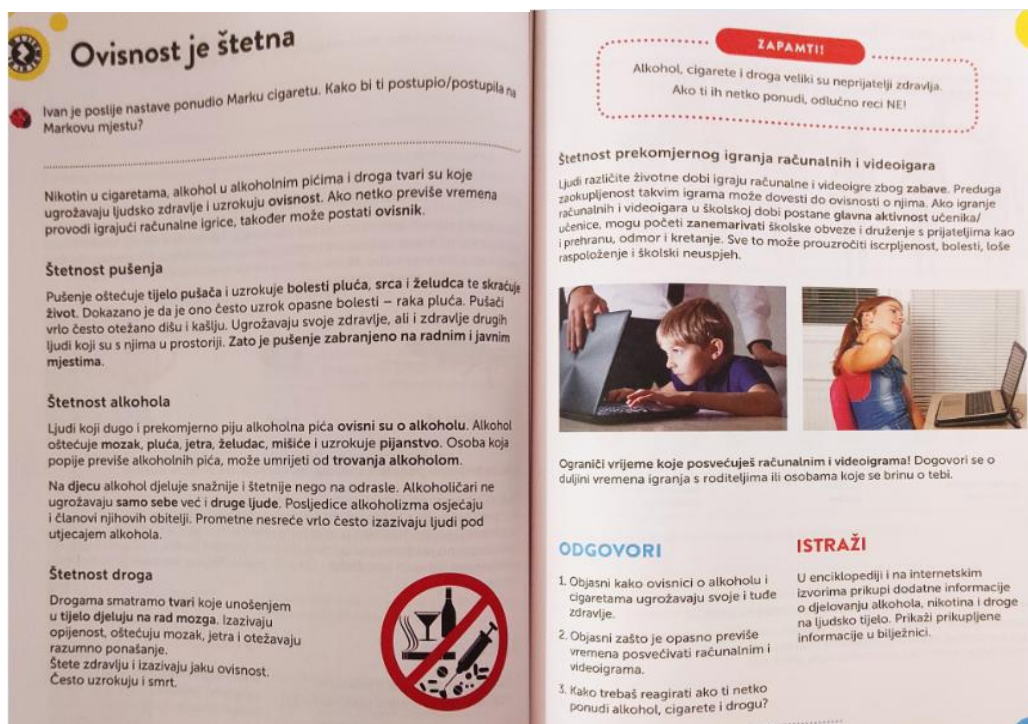 Ovisnost je štetna
Ivan je poslije nastave ponudio Marku cigaretu. Kako bi ti postupio/postupila na
Markovu mjestu?
Nikotin u cigaretama, alkohol u alkoholnim pićima i droga tvari su koje
ugrožavaju ljudsko zdravlje i uzrokuju ovisnost. Ako netko previše vremena
provodi igrajući računalne igrice, također može postati ovisnik.
Štetnost pušenja
Pušenje oštećuje tijelo pušača i uzrokuje bolesti pluća, srca i želudca te skraćuje
život. Dokazano je da je ono često uzrok opasne bolesti – raka pluća. Pušači
vrlo često otežano dišu i kašlju. Ugrožavaju svoje zdravlje, ali i zdravlje drugih
ljudi koji su s njima u prostoriji. Zato je pušenje zabranjeno na radnim i javnim
mjestima.
Štetnost alkohola
Ljudi koji dugo i prekomjerno piju alkoholna pića ovisni su o alkoholu. Alkohol
oštećuje mozak, pluća, jetra, želudac, mišiće i uzrokuje pijanstvo. Osoba koja
popije previše alkoholnih pića, može umrijeti od trovanja alkoholom.
Na djecu alkohol djeluje snažnije i štetnije nego na odrasle. Alkoholičari ne
ugrožavaju samo sebe već i druge ljude. Posljedice alkoholizma osjećaju
i članovi njihovih obitelji. Prometne nesreće vrlo često izazivaju ljudi pod
utjecajem alkohola.
Štetnost droga
Drogama smatramo tvari koje unošenjem
u tijelo djeluju na rad mozga. Izazivaju
opijenost, oštećuju mozak, jetra i otežavaju
razumno ponašanje.
Štete zdravlju i izazivaju jaku ovisnost.
Često uzrokuju i smrt.
ZAPAMTI!
Alkohol, cigarete i droga veliki su neprijatelji zdravlja.
Ako ti ih netko ponudi, odlučno reci NE!
Štetnost prekomjernog igranja računalnih i videoigara
Ljudi različite životne dobi igraju računalne i videoigre zbog zabave. Preduga
zaokupljenost takvim igrama može dovesti do ovisnosti o njima. Ako igranje
računalnih i videoigara u školskoj dobi postane glavna aktivnost učenika/
učenice, mogu početi zanemarivati školske obveze i druženje s prijateljima kao
i prehranu, odmor i kretanje. Sve to može prouzročiti iscrpljenost, bolesti, loše
raspoloženje i školski neuspjeh.
Ograniči vrijeme koje posvećuješ računalnim i videoigrama! Dogovori se o
duljini vremena igranja s roditeljima ili osobama koje se brinu o tebi.
ODGOVORI
1. Objasni kako ovisnici o alkoholu i
cigaretama ugrožavaju svoje i tuđe
zdravlje.
2. Objasni zašto je opasno previše
vremena posvećivati računalnim i
videoigrama.
3. Kako trebaš reagirati ako ti netko
ponudi alkohol, cigarete i drogu?
ISTRAŽI
U enciklopediji i na internetskim
izvorima prikupi dodatne informacije
o djelovanju alkohola, nikotina i droge
na ljudsko tijelo. Prikaži prikupljene
informacije u bilježnici.